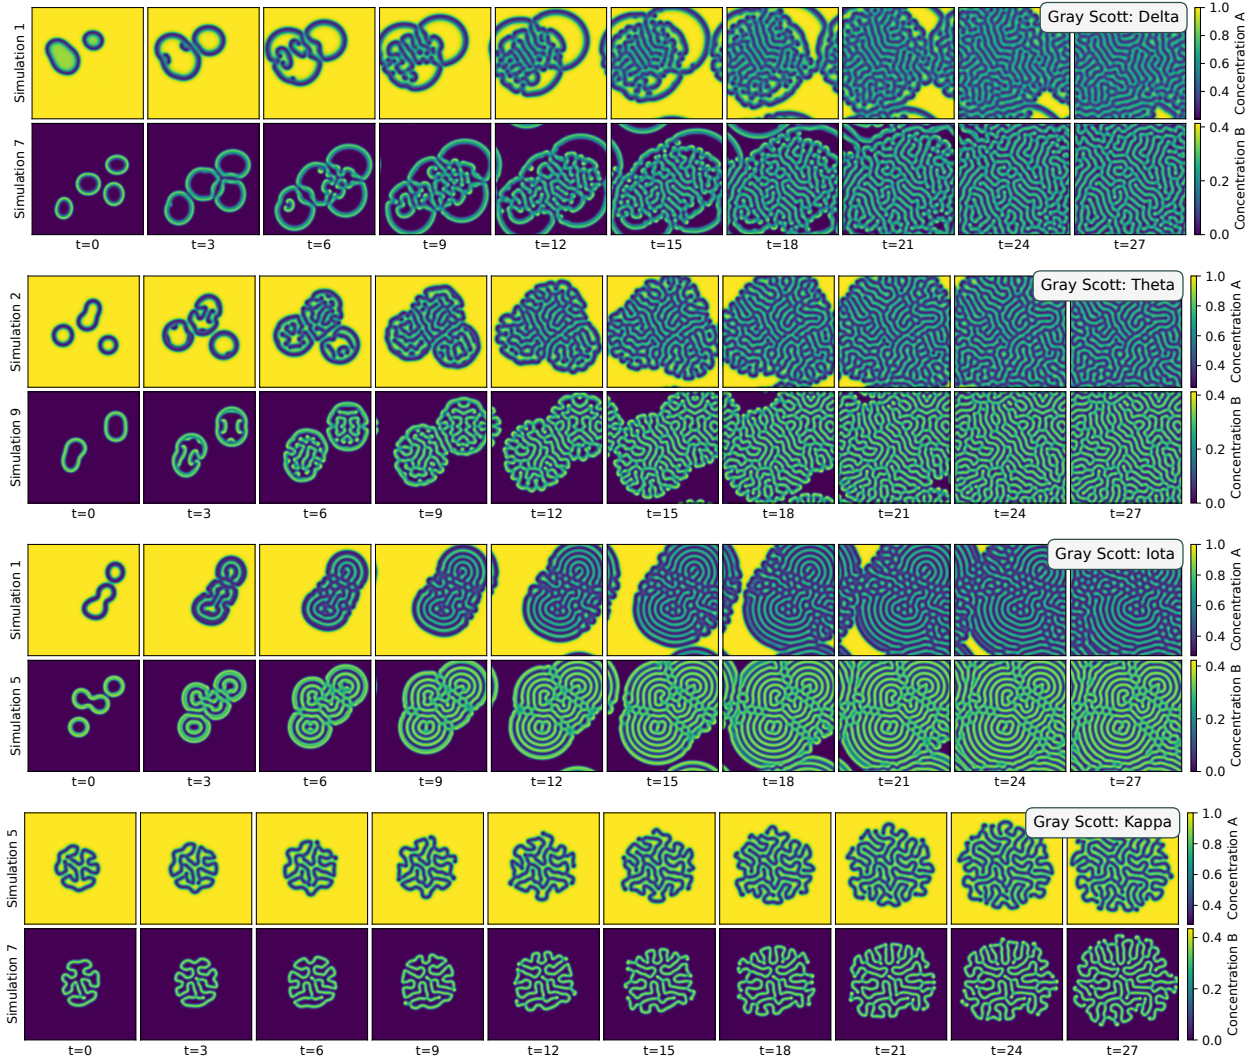 Gray Scott: Delta
Simulation 1
1.0
0.8
0.6
0.4
Concentration A
Simulation 7
0.4
0.2
0.0
Concentration B
t=0 t=3 t=6 t=9 t=12 t=15 t=18 t=21 t=24 t=27
Gray Scott: Theta
Simulation 2
1.0
0.8
0.6
0.4
Concentration A
Simulation 9
0.4
0.2
0.0
Concentration B
t=0 t=3 t=6 t=9 t=12 t=15 t=18 t=21 t=24 t=27
Gray Scott: Iota
Simulation 1
1.0
0.8
0.6
0.4
Concentration A
Simulation 5
0.4
0.2
0.0
Concentration B
t=0 t=3 t=6 t=9 t=12 t=15 t=18 t=21 t=24 t=27
Gray Scott: Kappa
Simulation 5
1.0
0.8
0.6
0.4
Concentration A
Simulation 7
0.4
0.2
0.0
Concentration B
t=0 t=3 t=6 t=9 t=12 t=15 t=18 t=21 t=24 t=27